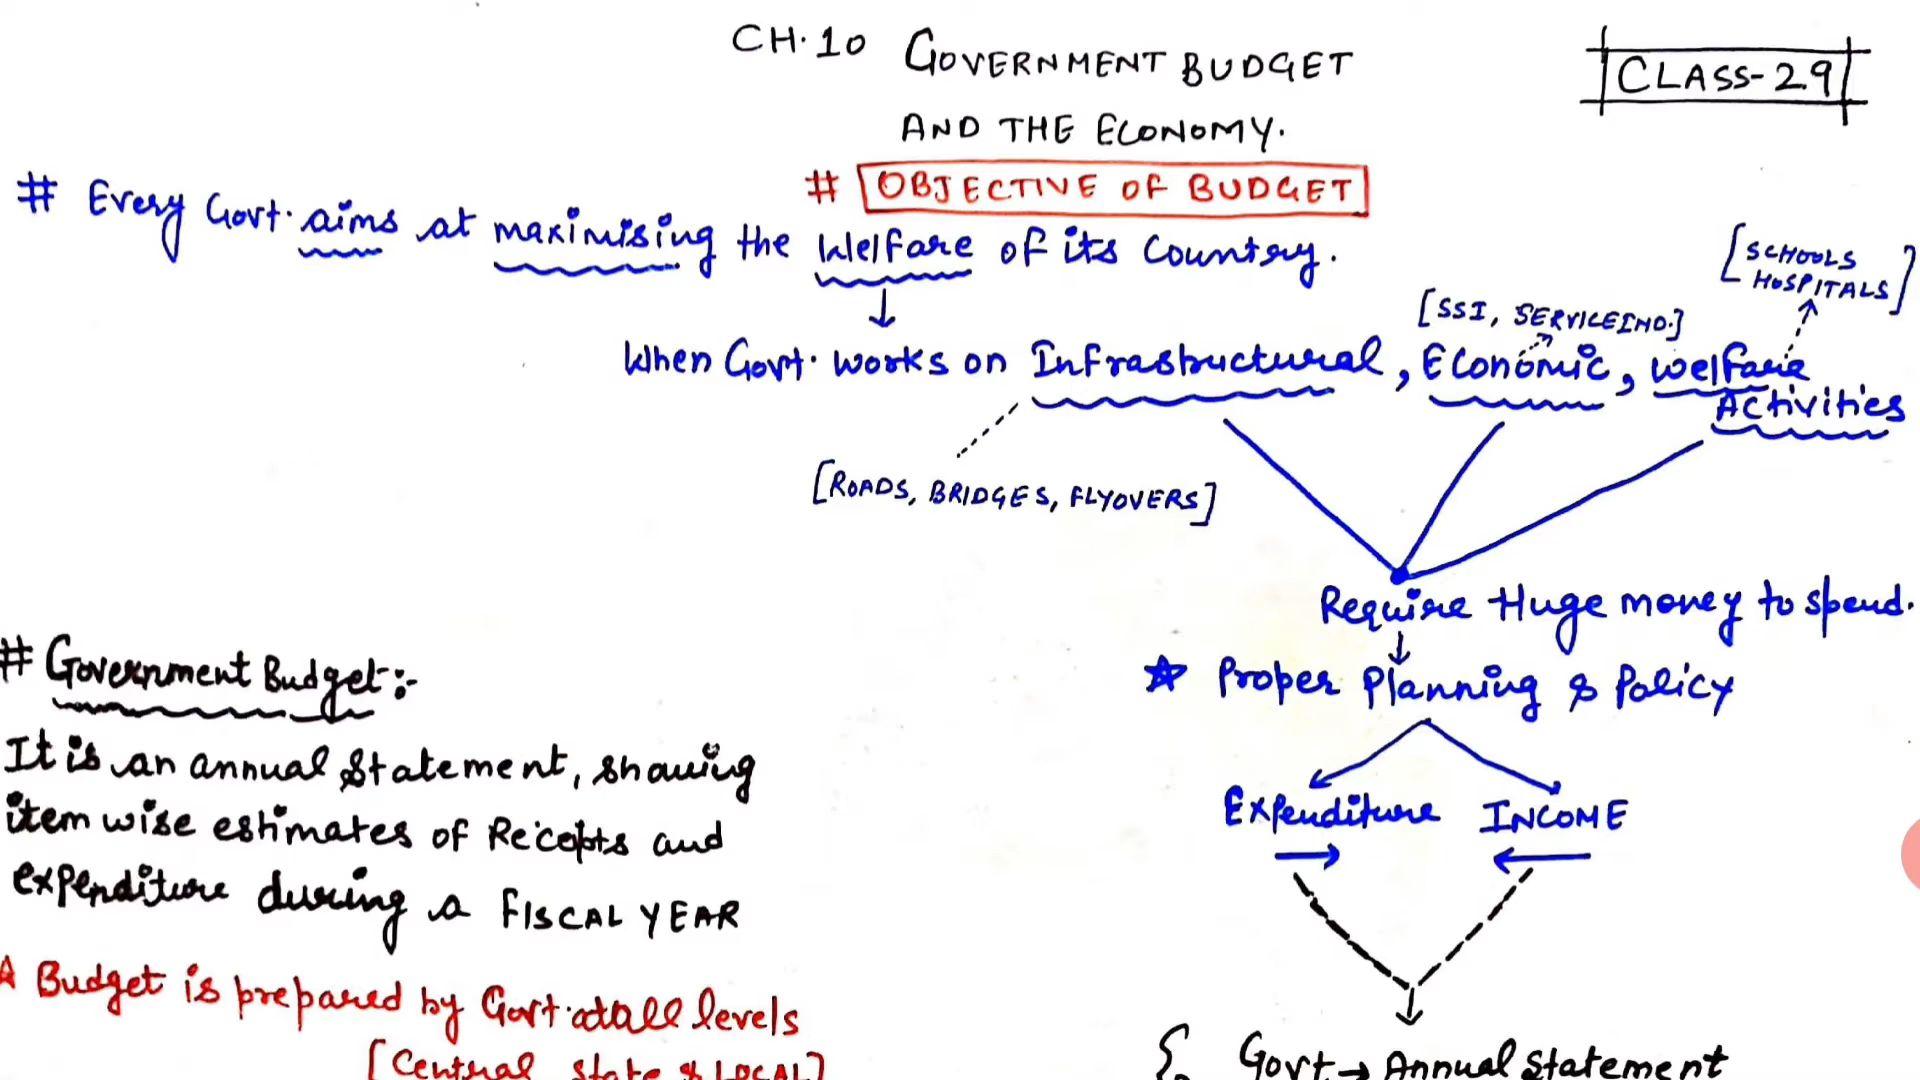 CH.10 GOVERNMENT BUDGET
AND THE ECONOMY.
CLASS-29
# OBJECTIVE OF BUDGET
# Every Govt. aims at maximising the Welfare of its Country.
[SCHOOLS
HOSPITALS]
[SSI, SERVICE IND.]
When Govt. works on Infrastructural, Economic, Welfare
Activities
[ROADS, BRIDGES, FLYOVERS]
Require Huge money to spend.
Proper Planning & Policy
Expenditure INCOME
Govt → Annual Statement
# Government Budget:-
It is an annual statement, showing
item wise estimates of Receipts and
expenditure during a FISCAL YEAR
Budget is prepared by Govt. at all levels
[Central, State & LOCAL]